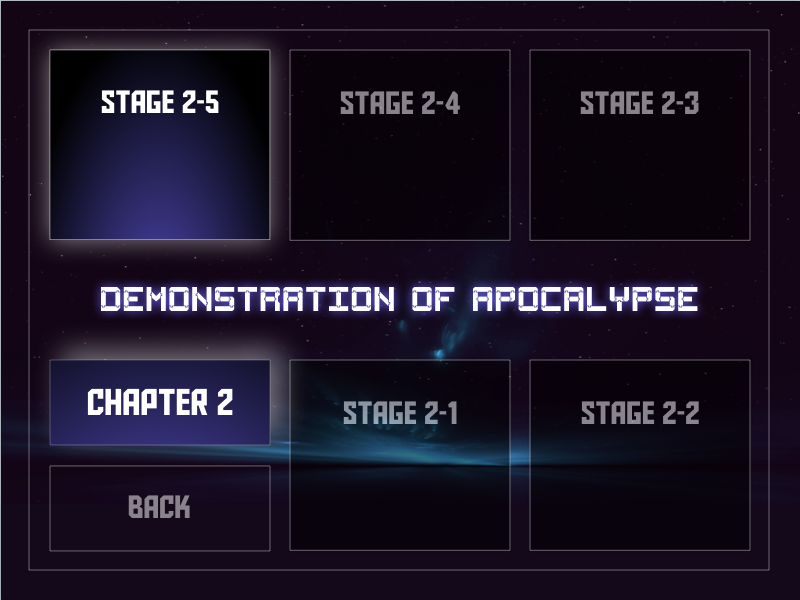 STAGE 2-5
STAGE 2-4
STAGE 2-3
DEMONSTRATION OF APOCALYPSE
CHAPTER 2
STAGE 2-1
STAGE 2-2
BACK